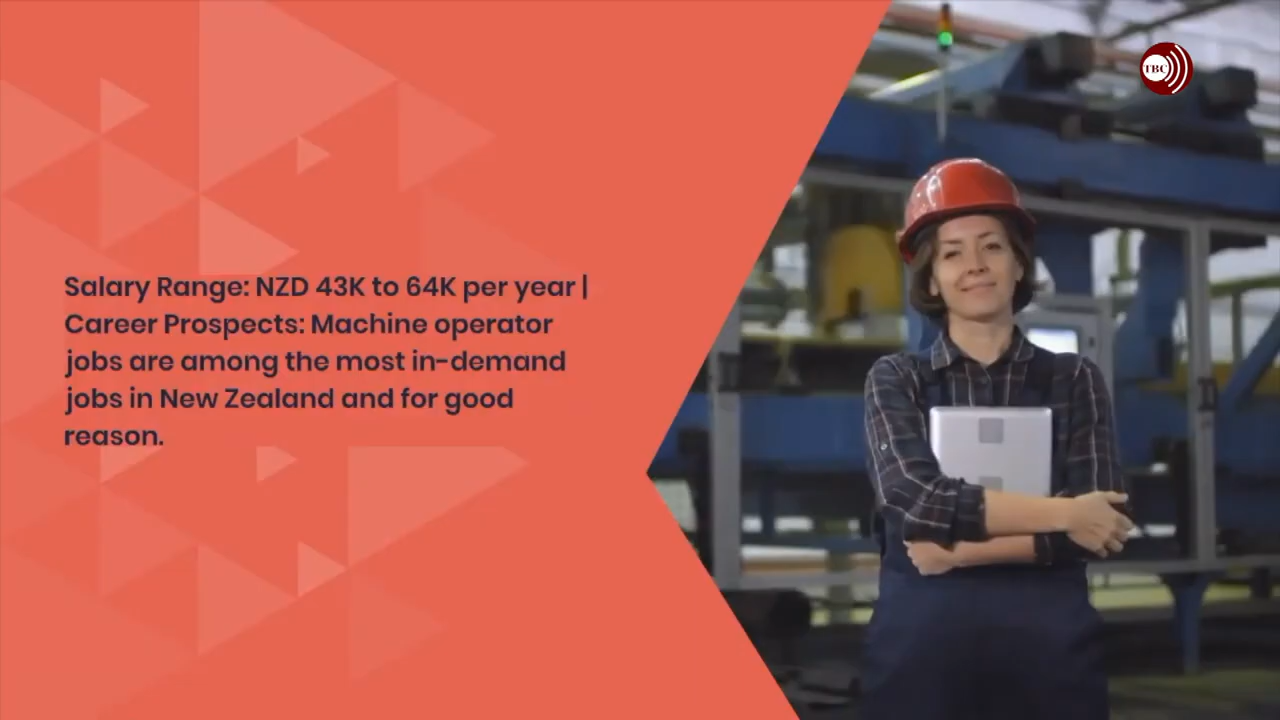 TBC
Salary Range: NZD 43K to 64K per year |
Career Prospects: Machine operator
jobs are among the most in-demand
jobs in New Zealand and for good
reason.